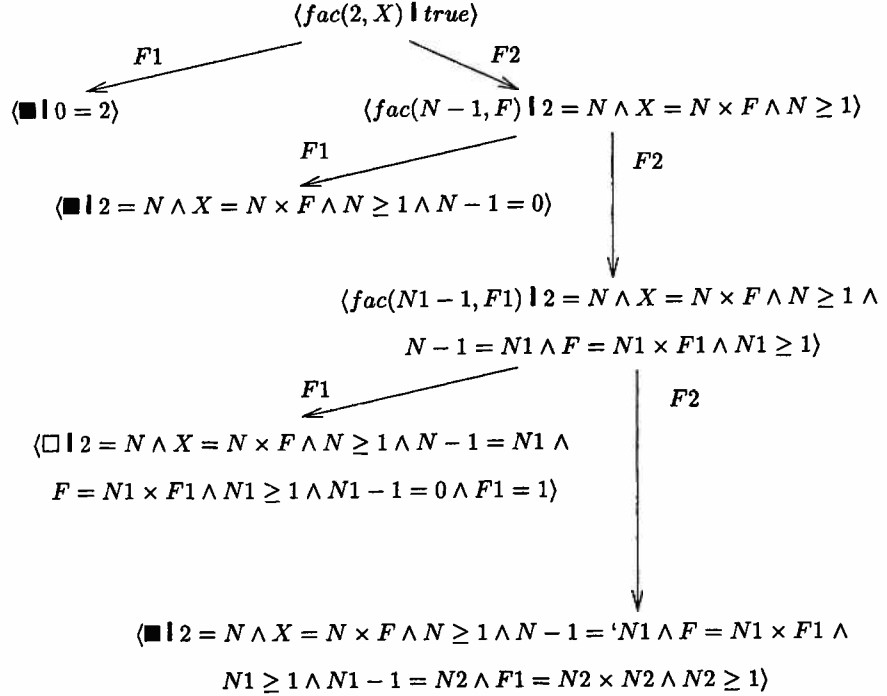 ⟨fac(2, X) ❙ true⟩
F1
F2
⟨■ ❙ 0 = 2⟩
⟨fac(N − 1, F) ❙ 2 = N ∧ X = N × F ∧ N ≥ 1⟩
F1
F2
⟨■ ❙ 2 = N ∧ X = N × F ∧ N ≥ 1 ∧ N − 1 = 0⟩
⟨fac(N1 − 1, F1) ❙ 2 = N ∧ X = N × F ∧ N ≥ 1 ∧
N − 1 = N1 ∧ F = N1 × F1 ∧ N1 ≥ 1⟩
F1
F2
⟨□ ❙ 2 = N ∧ X = N × F ∧ N ≥ 1 ∧ N − 1 = N1 ∧
F = N1 × F1 ∧ N1 ≥ 1 ∧ N1 − 1 = 0 ∧ F1 = 1⟩
⟨■ ❙ 2 = N ∧ X = N × F ∧ N ≥ 1 ∧ N − 1 = ‘N1 ∧ F = N1 × F1 ∧
N1 ≥ 1 ∧ N1 − 1 = N2 ∧ F1 = N2 × N2 ∧ N2 ≥ 1⟩